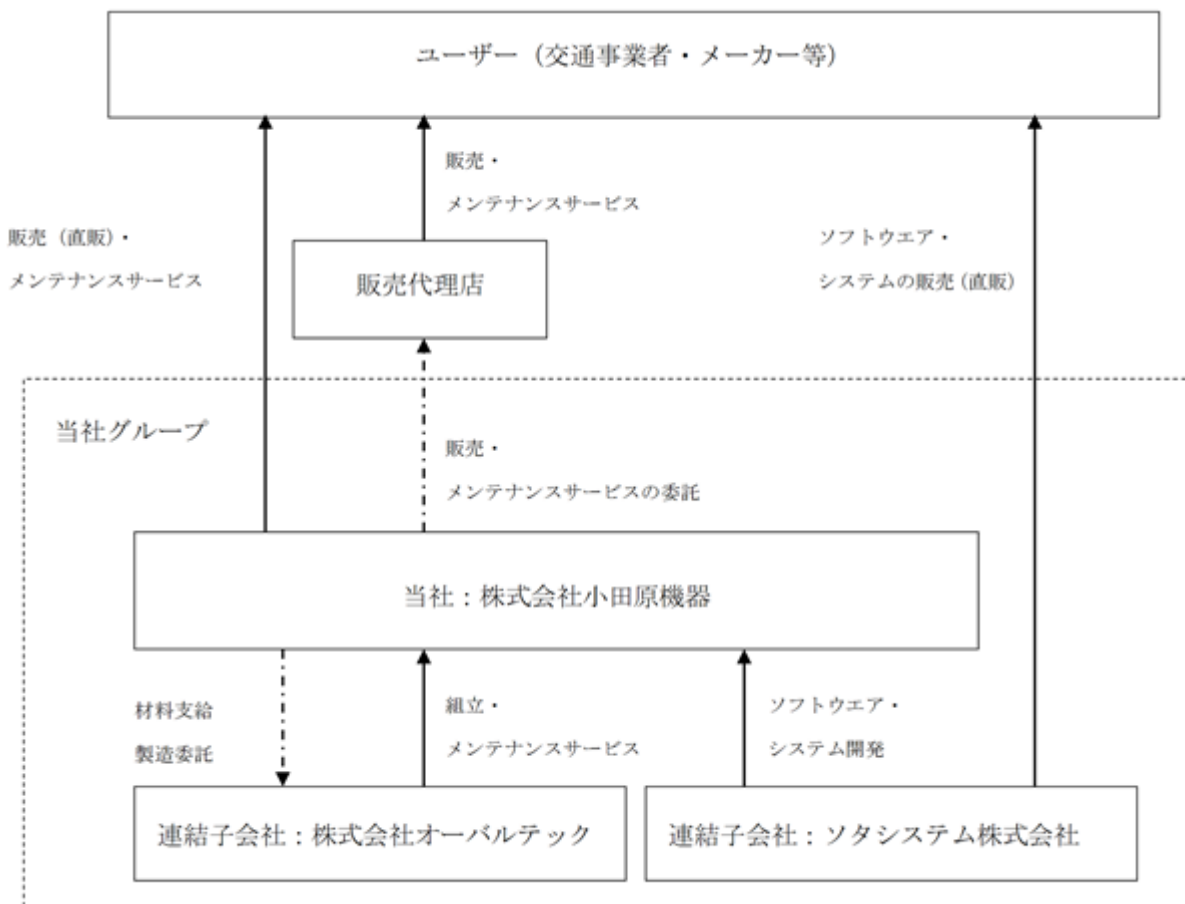 ユーザー（交通事業者・メーカー等）
販売・
メンテナンスサービス
販売（直販）・
メンテナンスサービス
ソフトウエア・
システムの販売（直販）
販売代理店
当社グループ
販売・
メンテナンスサービスの委託
当社：株式会社小田原機器
材料支給
製造委託
組立・
メンテナンスサービス
ソフトウエア・
システム開発
連結子会社：株式会社オーバルテック
連結子会社：ソタシステム株式会社